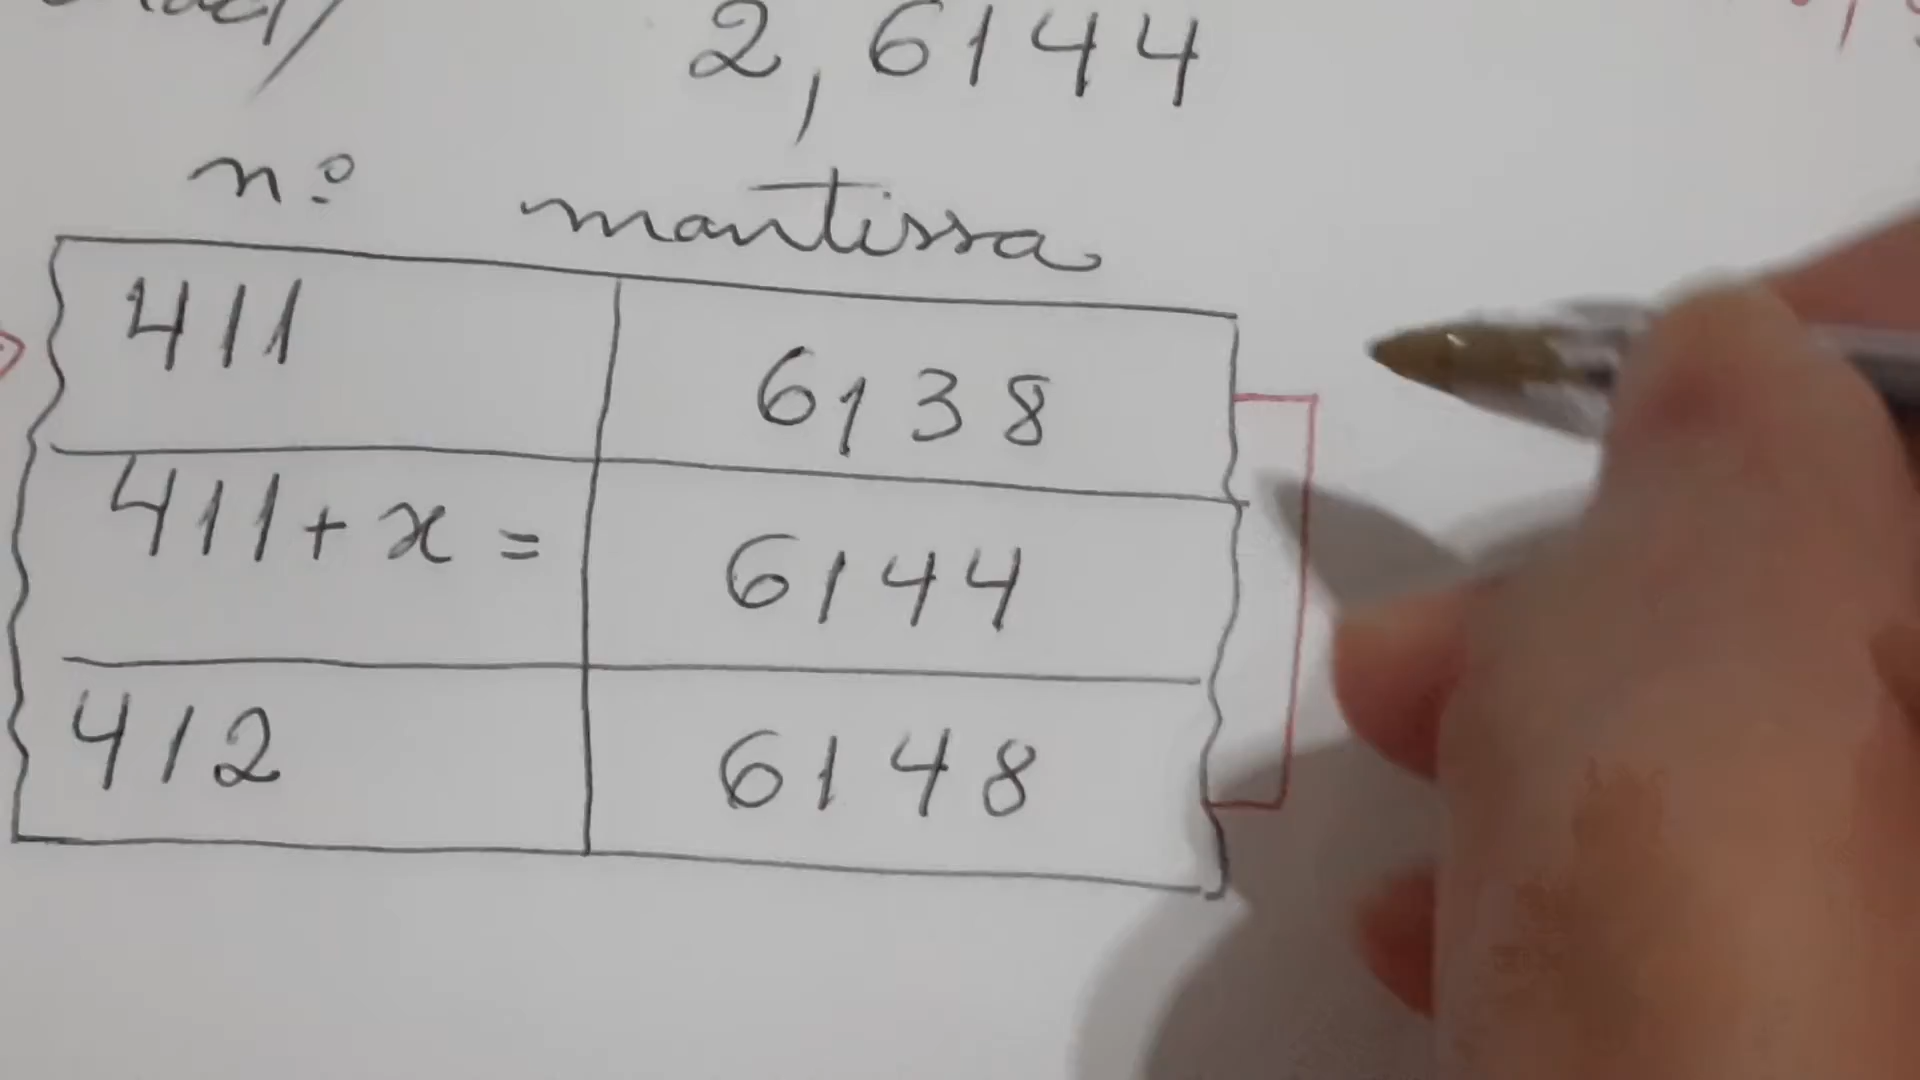 2,6144
nº mantissa
411 6138
411 + x = 6144
412 6148